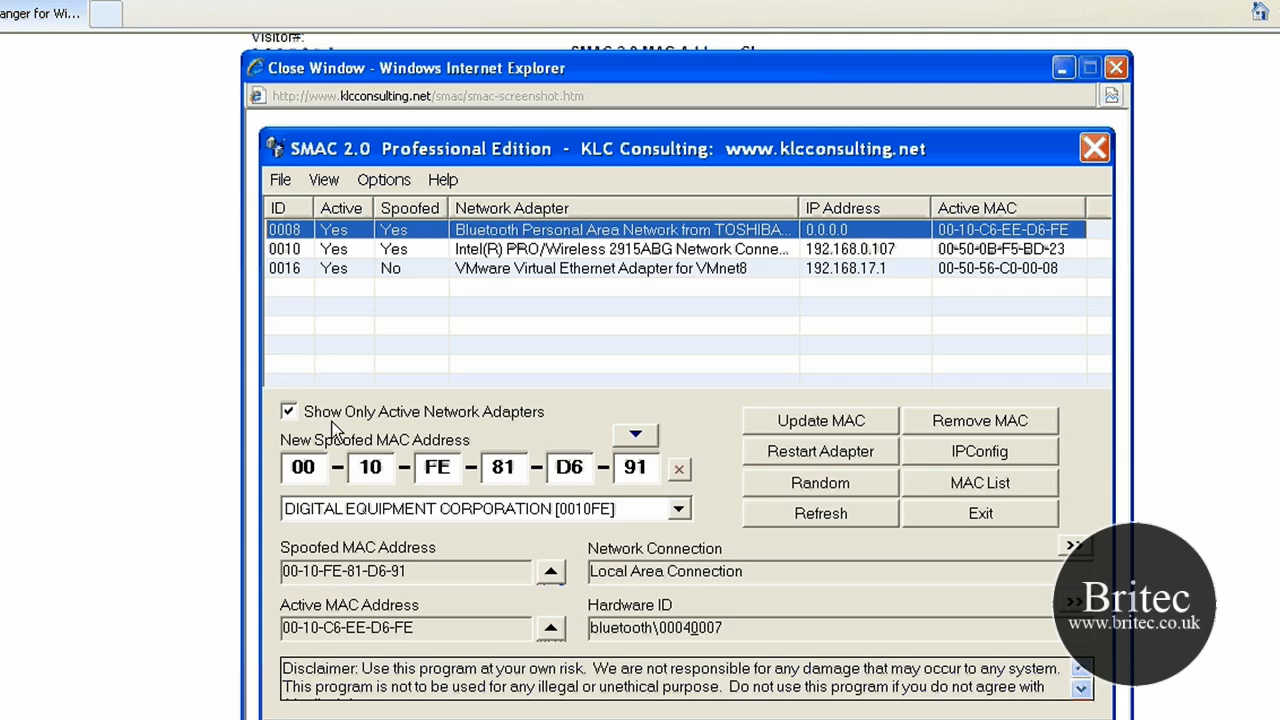 anger for Wi...
Visitor#:
Close Window - Windows Internet Explorer
http://www.klcconsulting.net/smac/smac-screenshot.htm
SMAC 2.0 Professional Edition - KLC Consulting: www.klcconsulting.net
File View Options Help
ID Active Spoofed Network Adapter IP Address Active MAC
0008 Yes Yes Bluetooth Personal Area Network from TOSHIBA... 0.0.0.0 00-10-C6-EE-D6-FE
0010 Yes Yes Intel(R) PRO/Wireless 2915ABG Network Conne... 192.168.0.107 00-50-0B-F5-BD-23
0016 Yes No VMware Virtual Ethernet Adapter for VMnet8 192.168.17.1 00-50-56-C0-00-08
Show Only Active Network Adapters
New Spoofed MAC Address
00 - 10 - FE - 81 - D6 - 91
DIGITAL EQUIPMENT CORPORATION [0010FE]
Update MAC Remove MAC
Restart Adapter IPConfig
Random MAC List
Refresh Exit
Spoofed MAC Address
00-10-FE-81-D6-91
Network Connection
Local Area Connection
Active MAC Address
00-10-C6-EE-D6-FE
Hardware ID
bluetooth\00040007
>>
>>
Disclaimer: Use this program at your own risk. We are not responsible for any damage that may occur to any system.
This program is not to be used for any illegal or unethical purpose. Do not use this program if you do not agree with
Britec
www.britec.co.uk